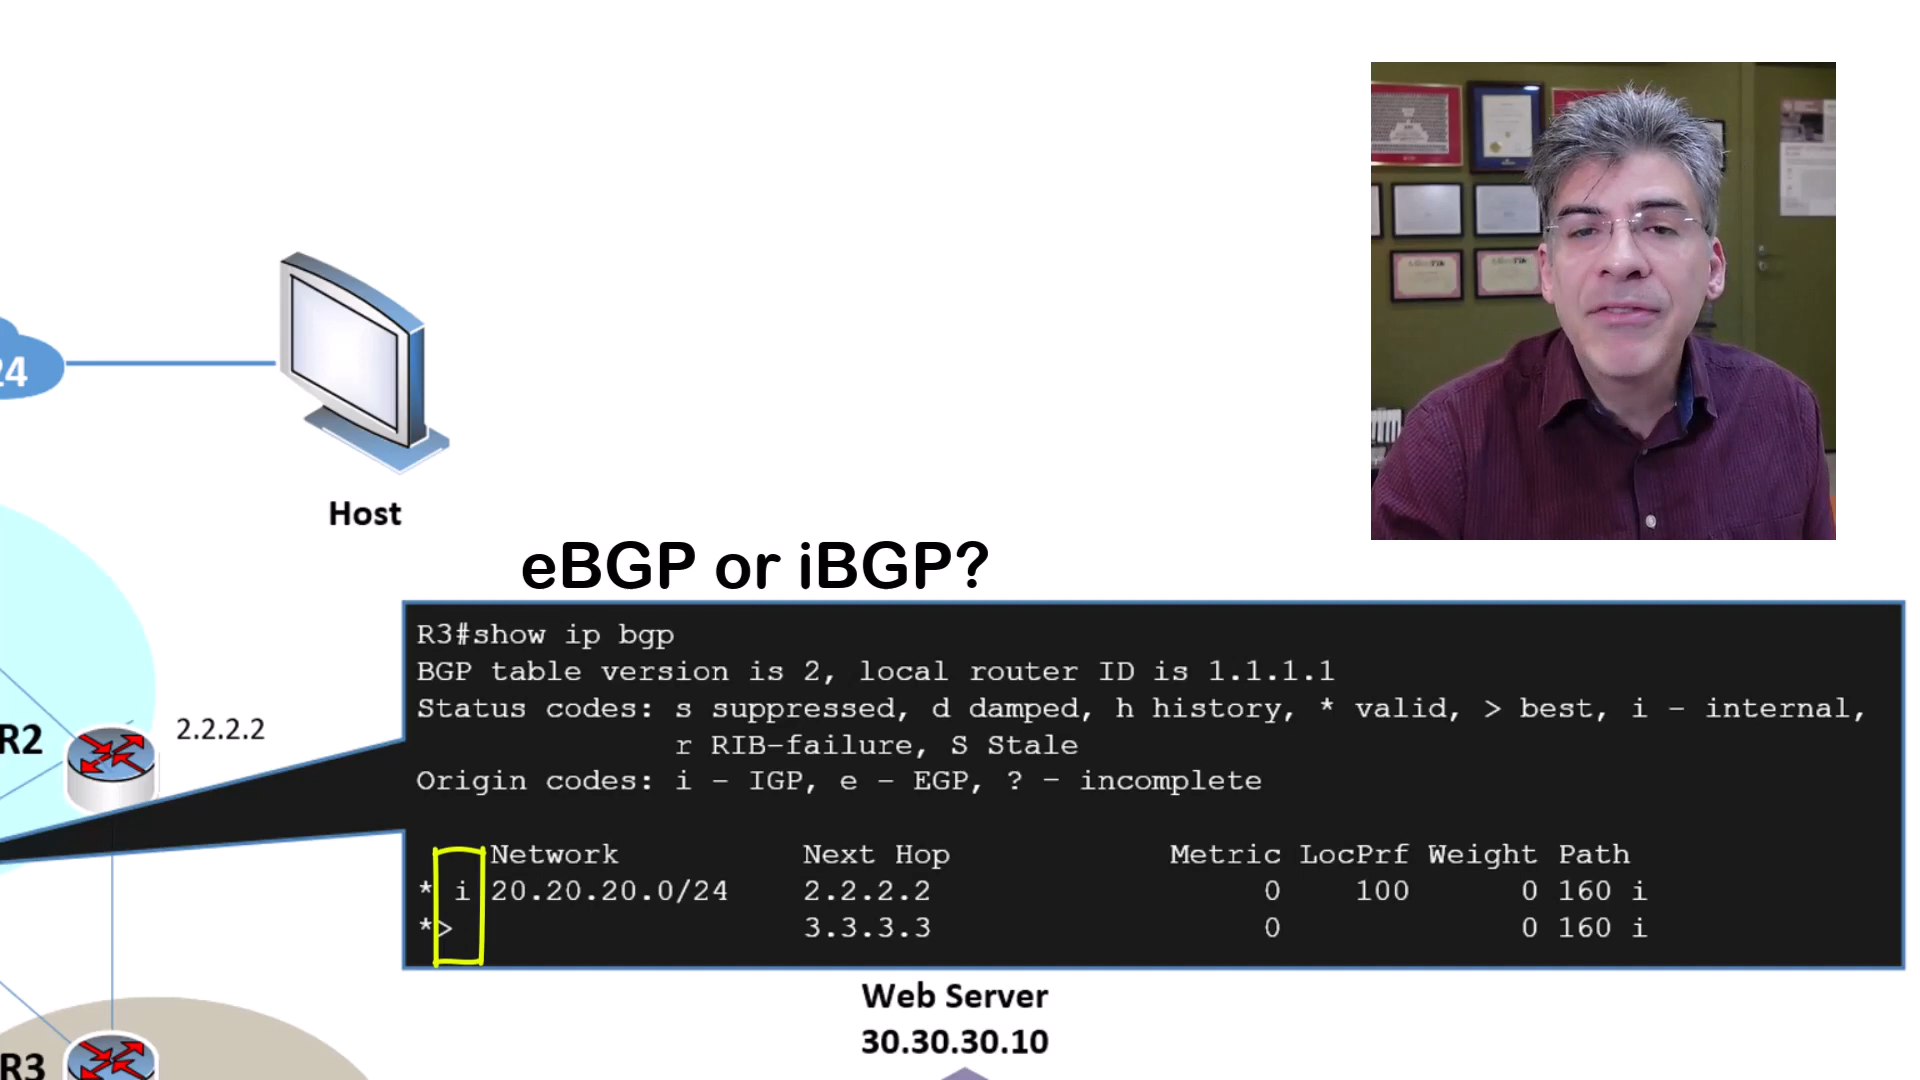 24
Host
eBGP or iBGP?
R3#show ip bgp
BGP table version is 2, local router ID is 1.1.1.1
Status codes: s suppressed, d damped, h history, * valid, > best, i - internal,
r RIB-failure, S Stale
Origin codes: i - IGP, e - EGP, ? - incomplete
R2
2.2.2.2
Network Next Hop Metric LocPrf Weight Path
* i 20.20.20.0/24 2.2.2.2 0 100 0 160 i
*> 3.3.3.3 0 0 160 i
Web Server
30.30.30.10
R3